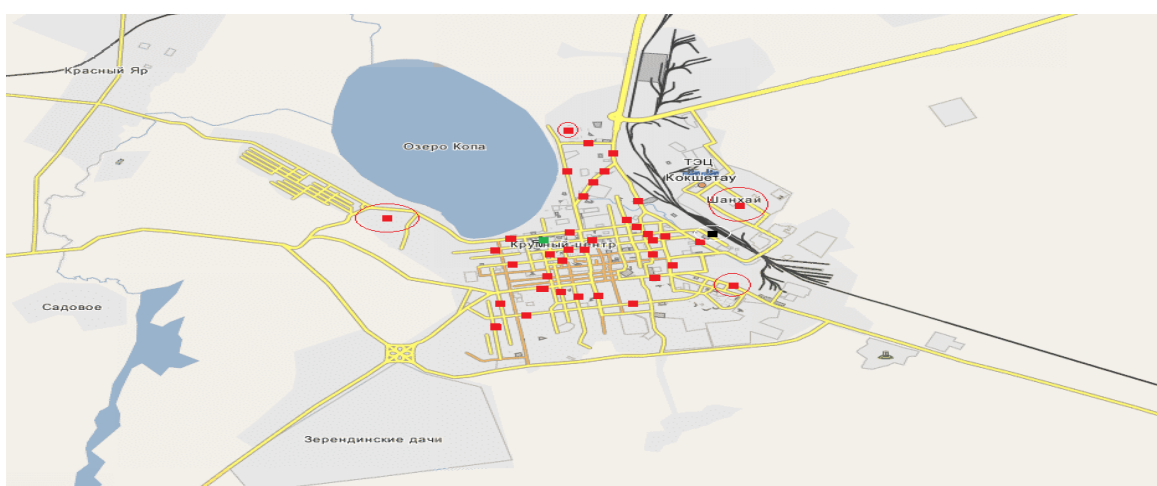 Красный Яр
Озеро Копа
ТЭЦ
Кокшетау
Шанхай
Крупный центр
Садовое
Зерендинские дачи